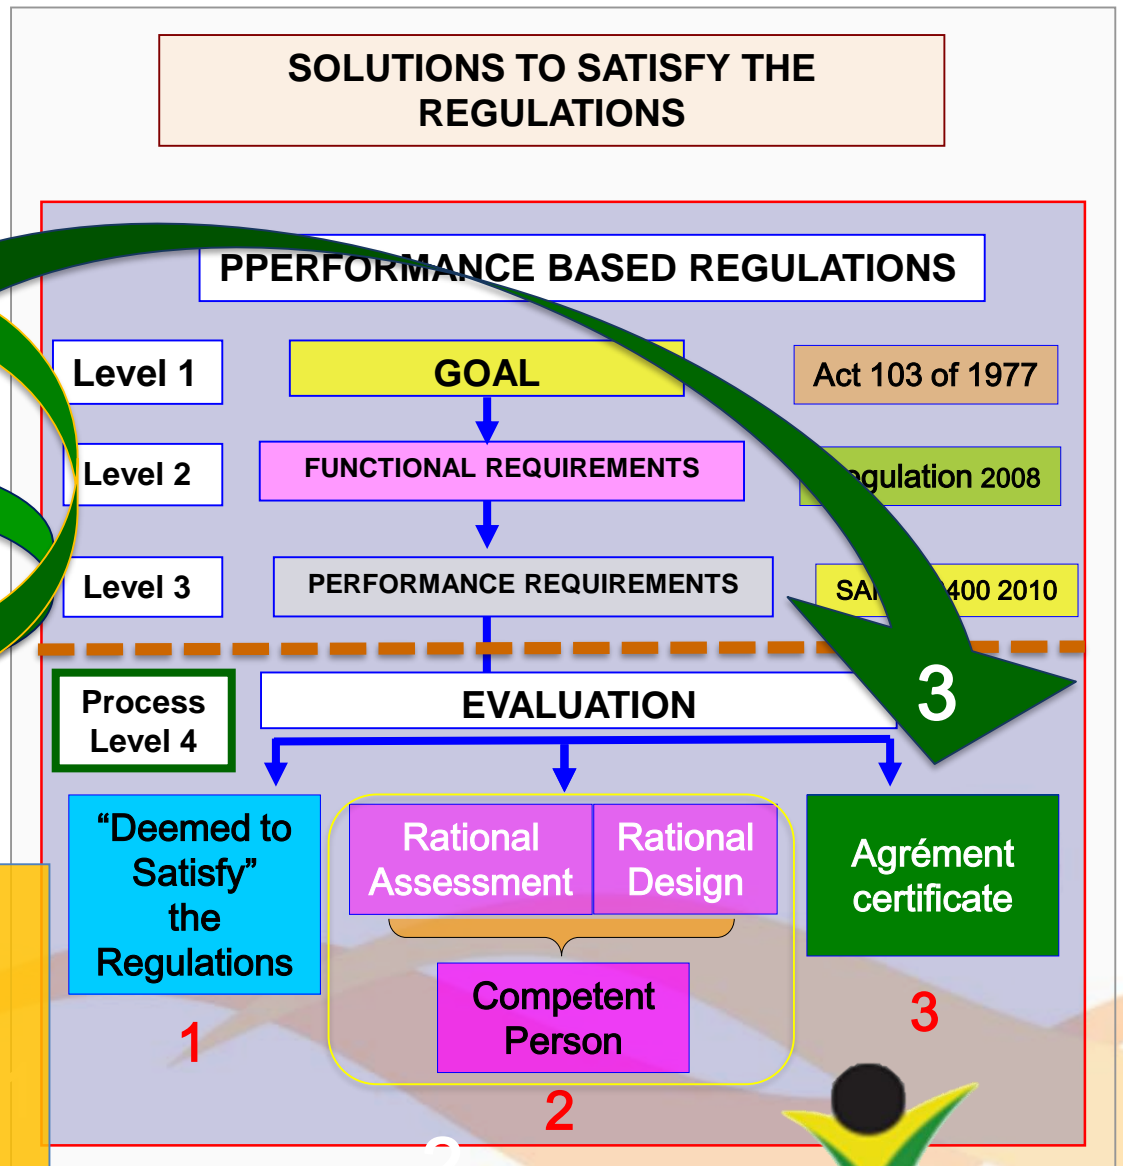 SOLUTIONS TO SATISFY THE
REGULATIONS
PPERFORMANCE BASED REGULATIONS
Level 1
GOAL
Act 103 of 1977
Level 2
FUNCTIONAL REQUIREMENTS
egulation 2008
Level 3
PERFORMANCE REQUIREMENTS
SA 400 2010
3
Process
Level 4
EVALUATION
“Deemed to
Satisfy”
the
Regulations
1
Rational
Assessment
Rational
Design
Competent
Person
2
Agrément
certificate
3